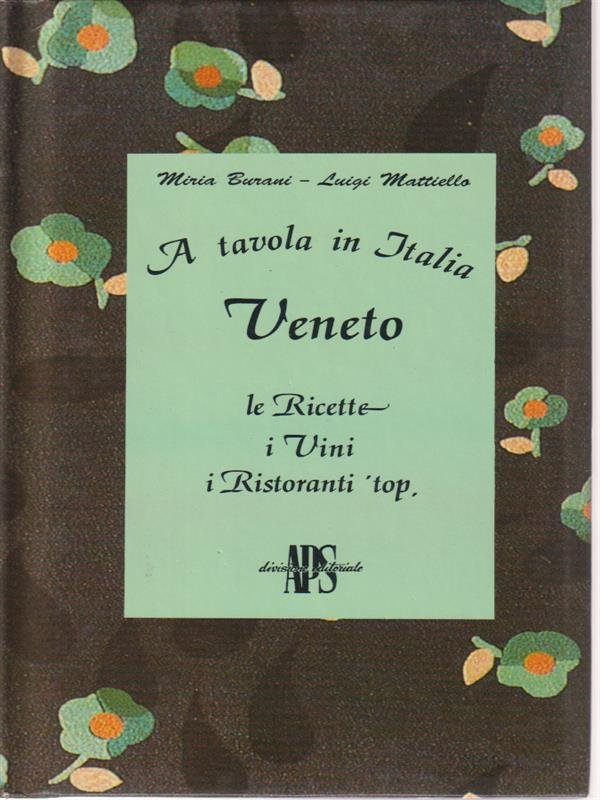 Miria Burani – Luigi Mattiello
A tavola in Italia
Veneto
le Ricette
i Vini
i Ristoranti 'top,
APS
divisione editoriale